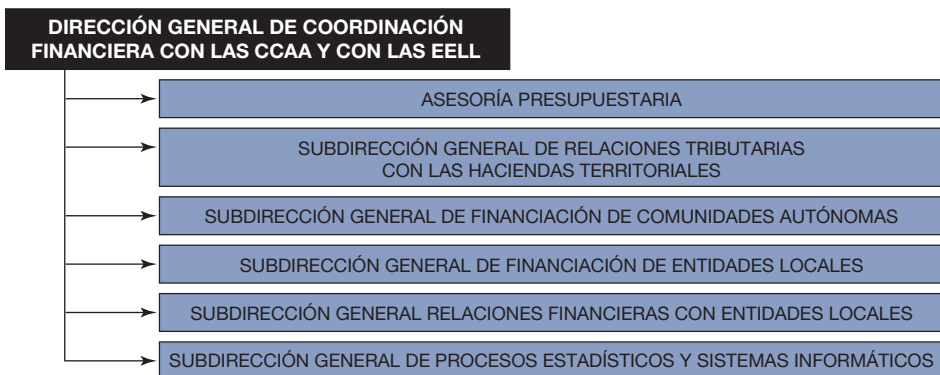 DIRECCIÓN GENERAL DE COORDINACIÓN
FINANCIERA CON LAS CCAA Y CON LAS EELL
ASESORÍA PRESUPUESTARIA
SUBDIRECCIÓN GENERAL DE RELACIONES TRIBUTARIAS
CON LAS HACIENDAS TERRITORIALES
SUBDIRECCIÓN GENERAL DE FINANCIACIÓN DE COMUNIDADES AUTÓNOMAS
SUBDIRECCIÓN GENERAL DE FINANCIACIÓN DE ENTIDADES LOCALES
SUBDIRECCIÓN GENERAL RELACIONES FINANCIERAS CON ENTIDADES LOCALES
SUBDIRECCIÓN GENERAL DE PROCESOS ESTADÍSTICOS Y SISTEMAS INFORMÁTICOS